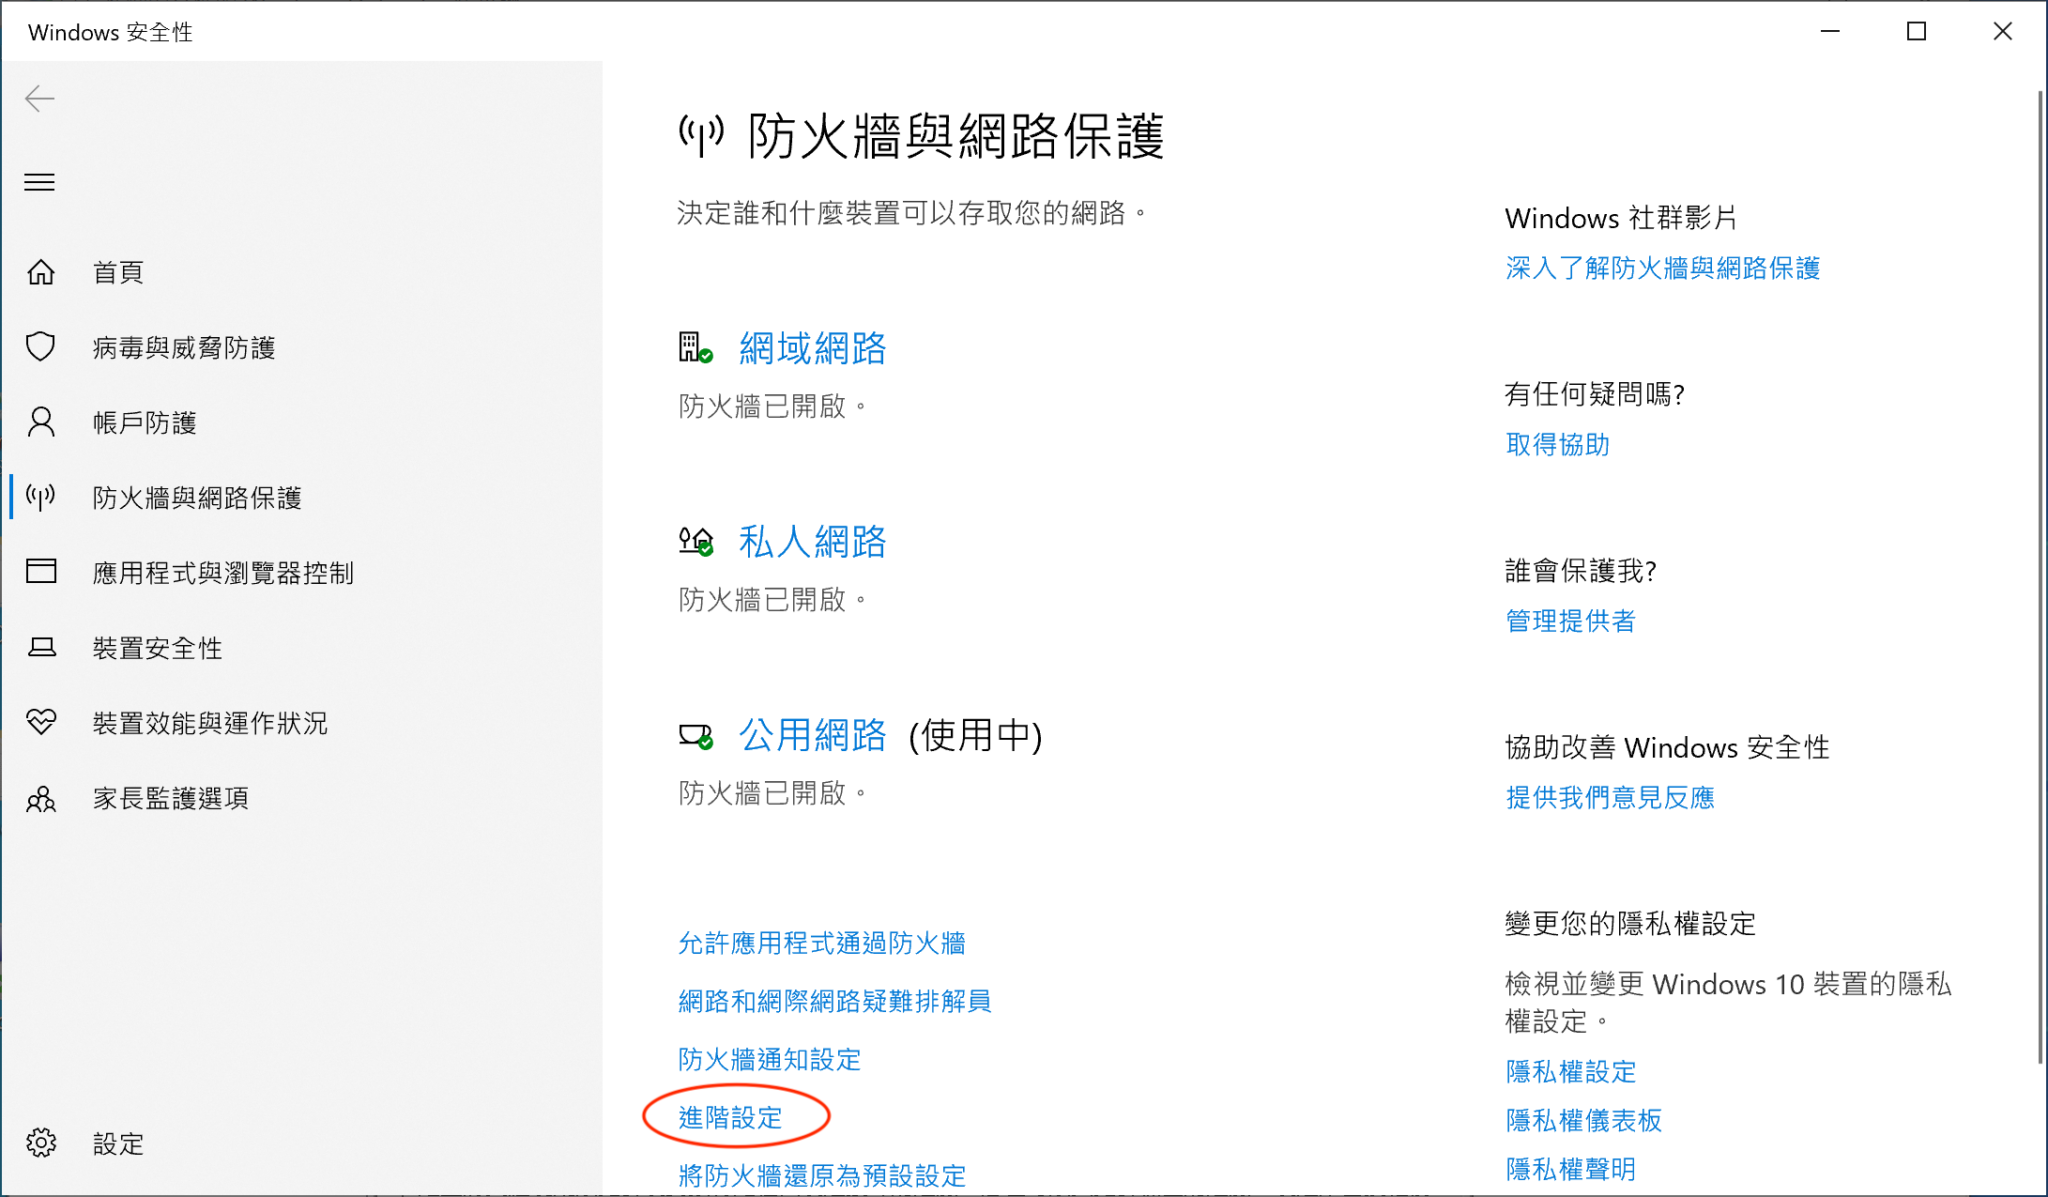 Windows 安全性
首頁
病毒與威脅防護
帳戶防護
防火牆與網路保護
應用程式與瀏覽器控制
裝置安全性
裝置效能與運作狀況
家長監護選項
設定
防火牆與網路保護
決定誰和什麼裝置可以存取您的網路。
網域網路
防火牆已開啟。
私人網路
防火牆已開啟。
公用網路 (使用中)
防火牆已開啟。
允許應用程式通過防火牆
網路和網際網路疑難排解員
防火牆通知設定
進階設定
將防火牆還原為預設設定
Windows 社群影片
深入了解防火牆與網路保護
有任何疑問嗎?
取得協助
誰會保護我?
管理提供者
協助改善 Windows 安全性
提供我們意見反應
變更您的隱私權設定
檢視並變更 Windows 10 裝置的隱私
權設定。
隱私權設定
隱私權儀表板
隱私權聲明